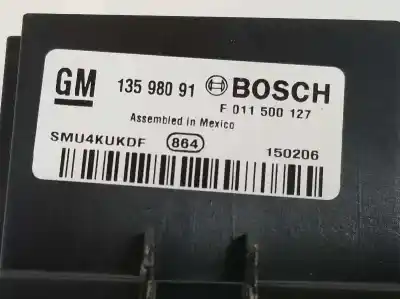 GM 135 980 91 BOSCH
F 011 500 127
Assembled in Mexico
SMU4KUKDF 864 150206